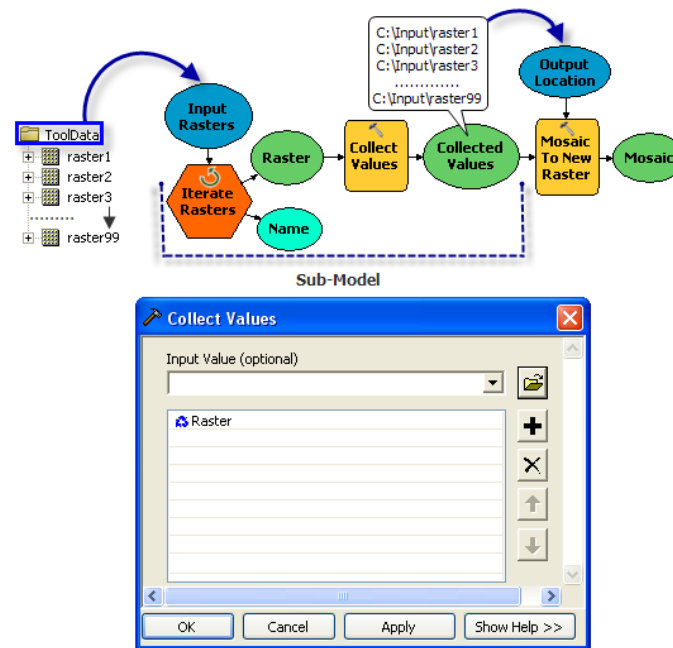 C:\Input\raster1
C:\Input\raster2
C:\Input\raster3
.............
C:\Input\raster99
Output
Location
Input
Rasters
ToolData
raster1
raster2
raster3
.........
raster99
Raster
Collect
Values
Collected
Values
Mosaic
To New
Raster
Mosaic
Iterate
Rasters
Name
Sub-Model
Collect Values
Input Value (optional)
Raster
OK
Cancel
Apply
Show Help >>